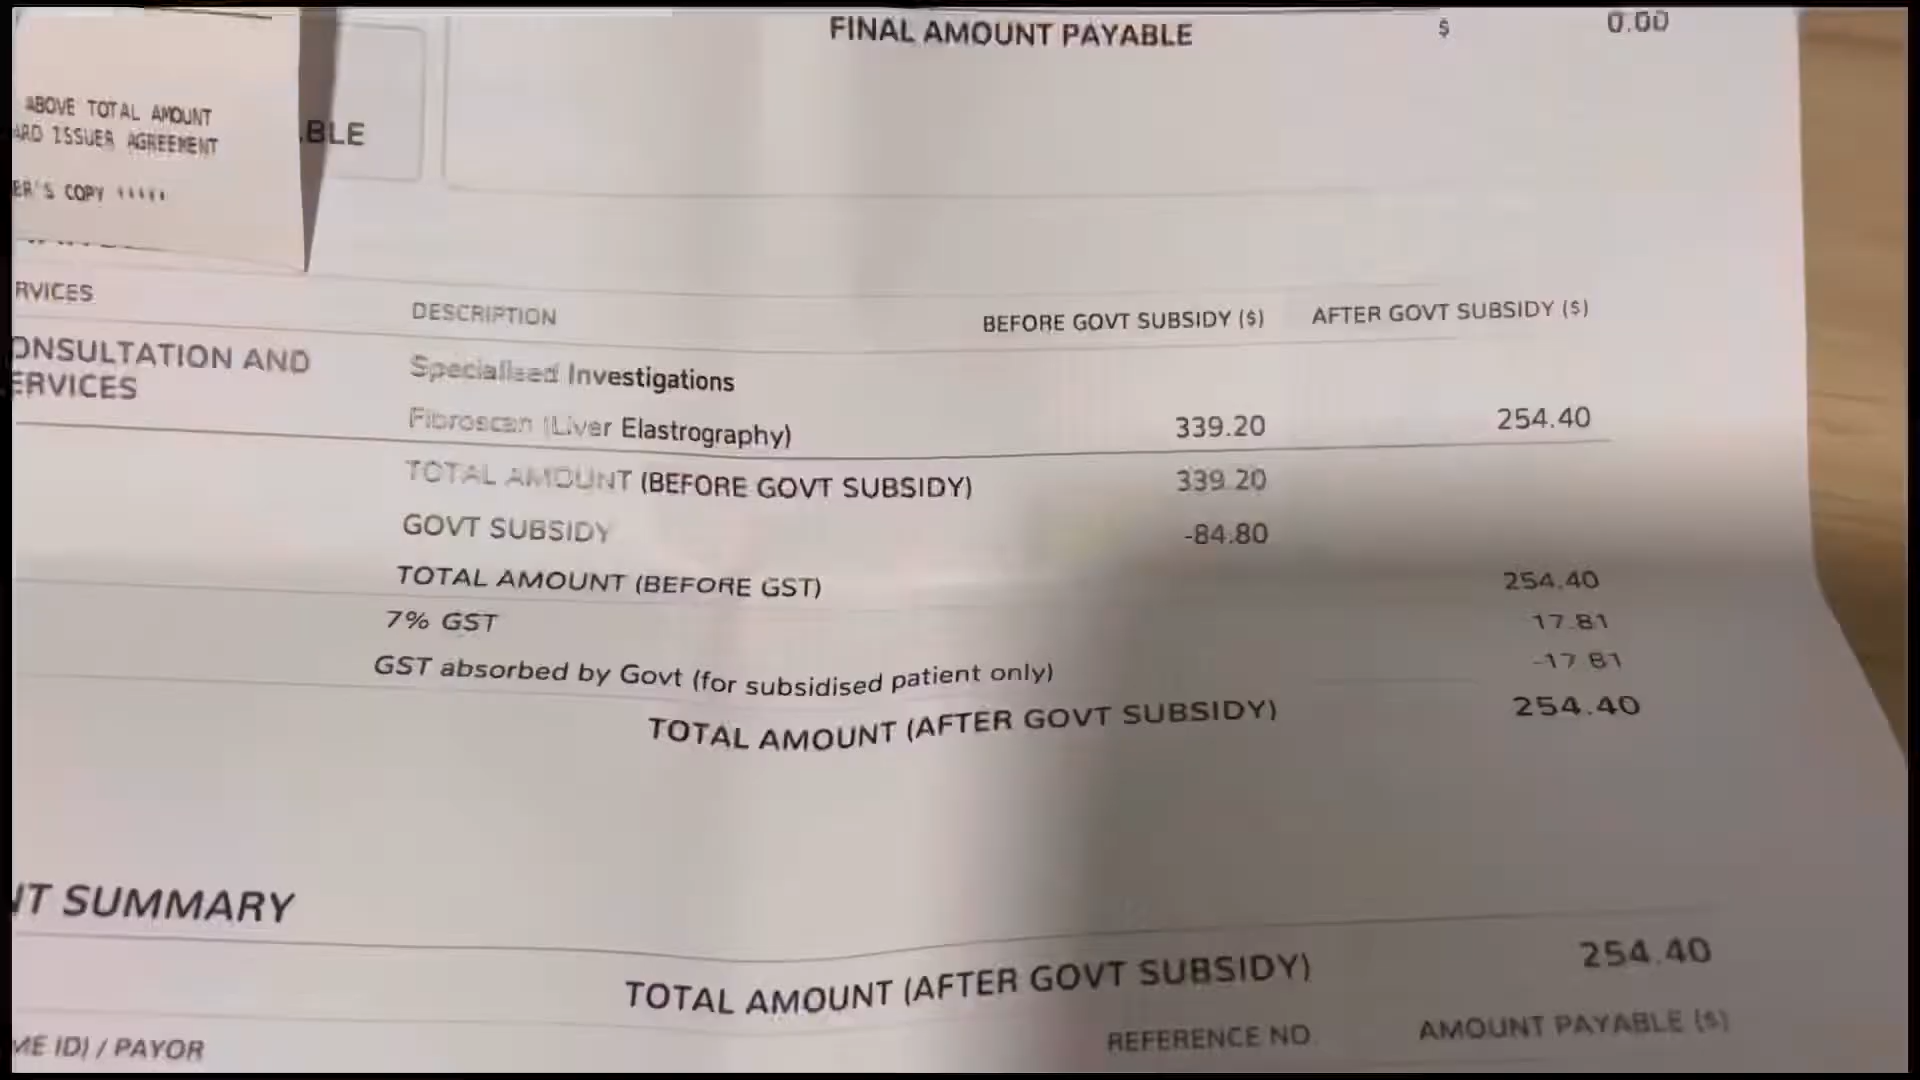 FINAL AMOUNT PAYABLE $ 0.00
ABOVE TOTAL AMOUNT
ARD ISSUER AGREEMENT
BLE
ER'S COPY
RVICES DESCRIPTION BEFORE GOVT SUBSIDY ($) AFTER GOVT SUBSIDY ($)
ONSULTATION AND
ERVICES
Specialised Investigations
Fibroscan (Liver Elastrography) 339.20 254.40
TOTAL AMOUNT (BEFORE GOVT SUBSIDY) 339.20
GOVT SUBSIDY -84.80
TOTAL AMOUNT (BEFORE GST) 254.40
7% GST 17.81
GST absorbed by Govt (for subsidised patient only) -17.81
TOTAL AMOUNT (AFTER GOVT SUBSIDY) 254.40
NT SUMMARY
TOTAL AMOUNT (AFTER GOVT SUBSIDY) 254.40
ME ID) / PAYOR REFERENCE NO. AMOUNT PAYABLE ($)